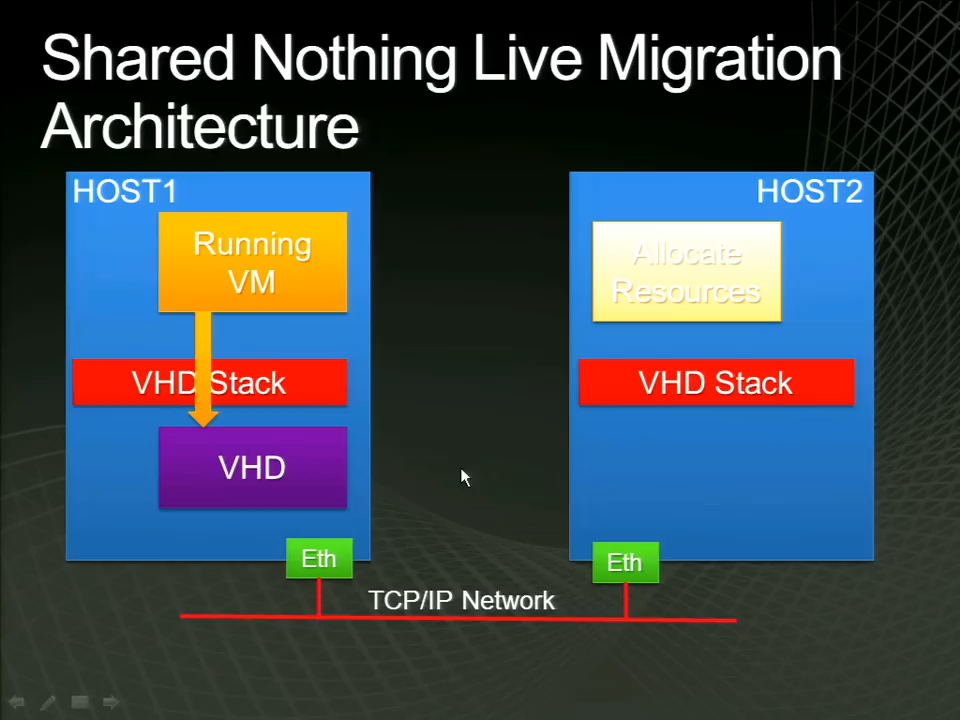 Shared Nothing Live Migration
Architecture
HOST1
Running
VM
VHD Stack
VHD
Eth
HOST2
Allocate
Resources
VHD Stack
Eth
TCP/IP Network